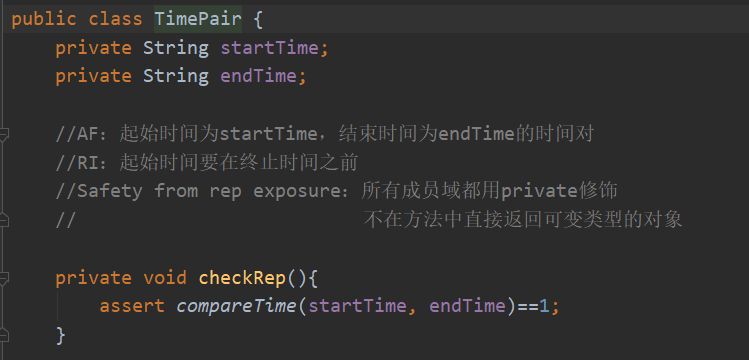 public class TimePair {
private String startTime;
private String endTime;
//AF：起始时间为startTime，结束时间为endTime的时间对
//RI：起始时间要在终止时间之前
//Safety from rep exposure：所有成员域都用private修饰
// 不在方法中直接返回可变类型的对象
private void checkRep(){
assert compareTime(startTime, endTime)==1;
}